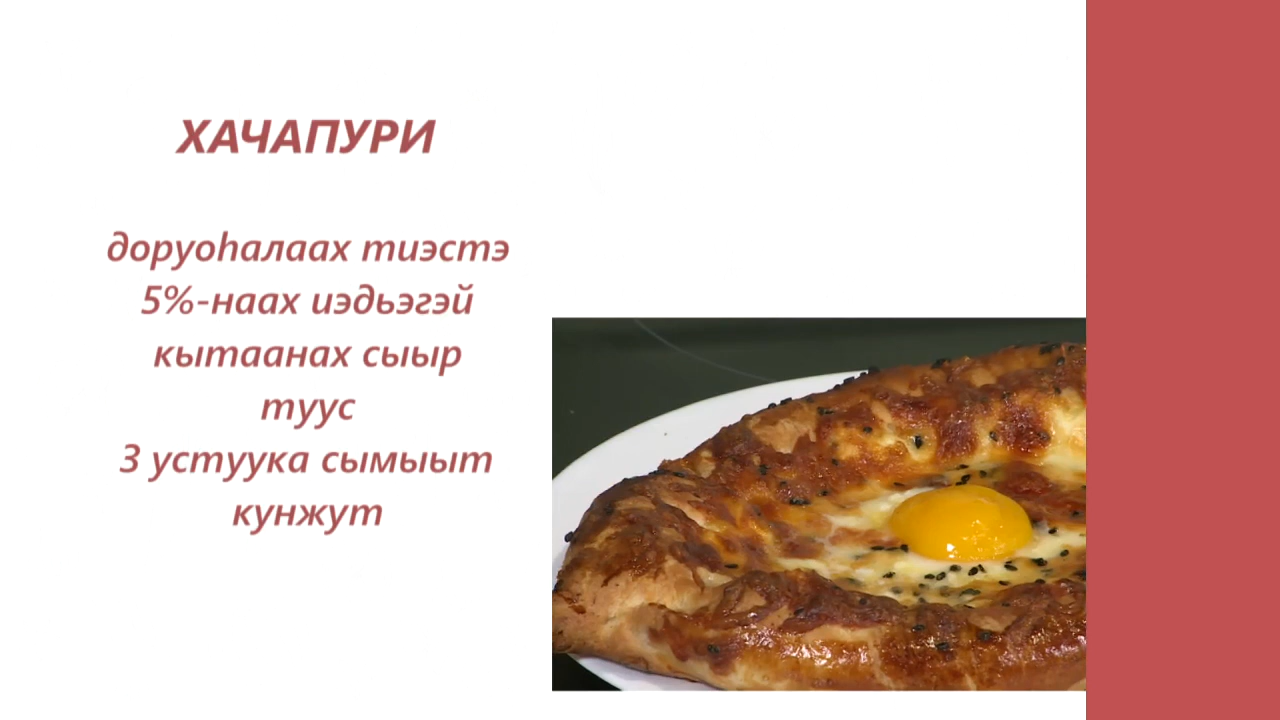 ХАЧАПУРИ
доруоһалаах тиэстэ
5%-наах иэдьэгэй
кытаанах сыыр
туус
3 устуука сымыыт
кунжут